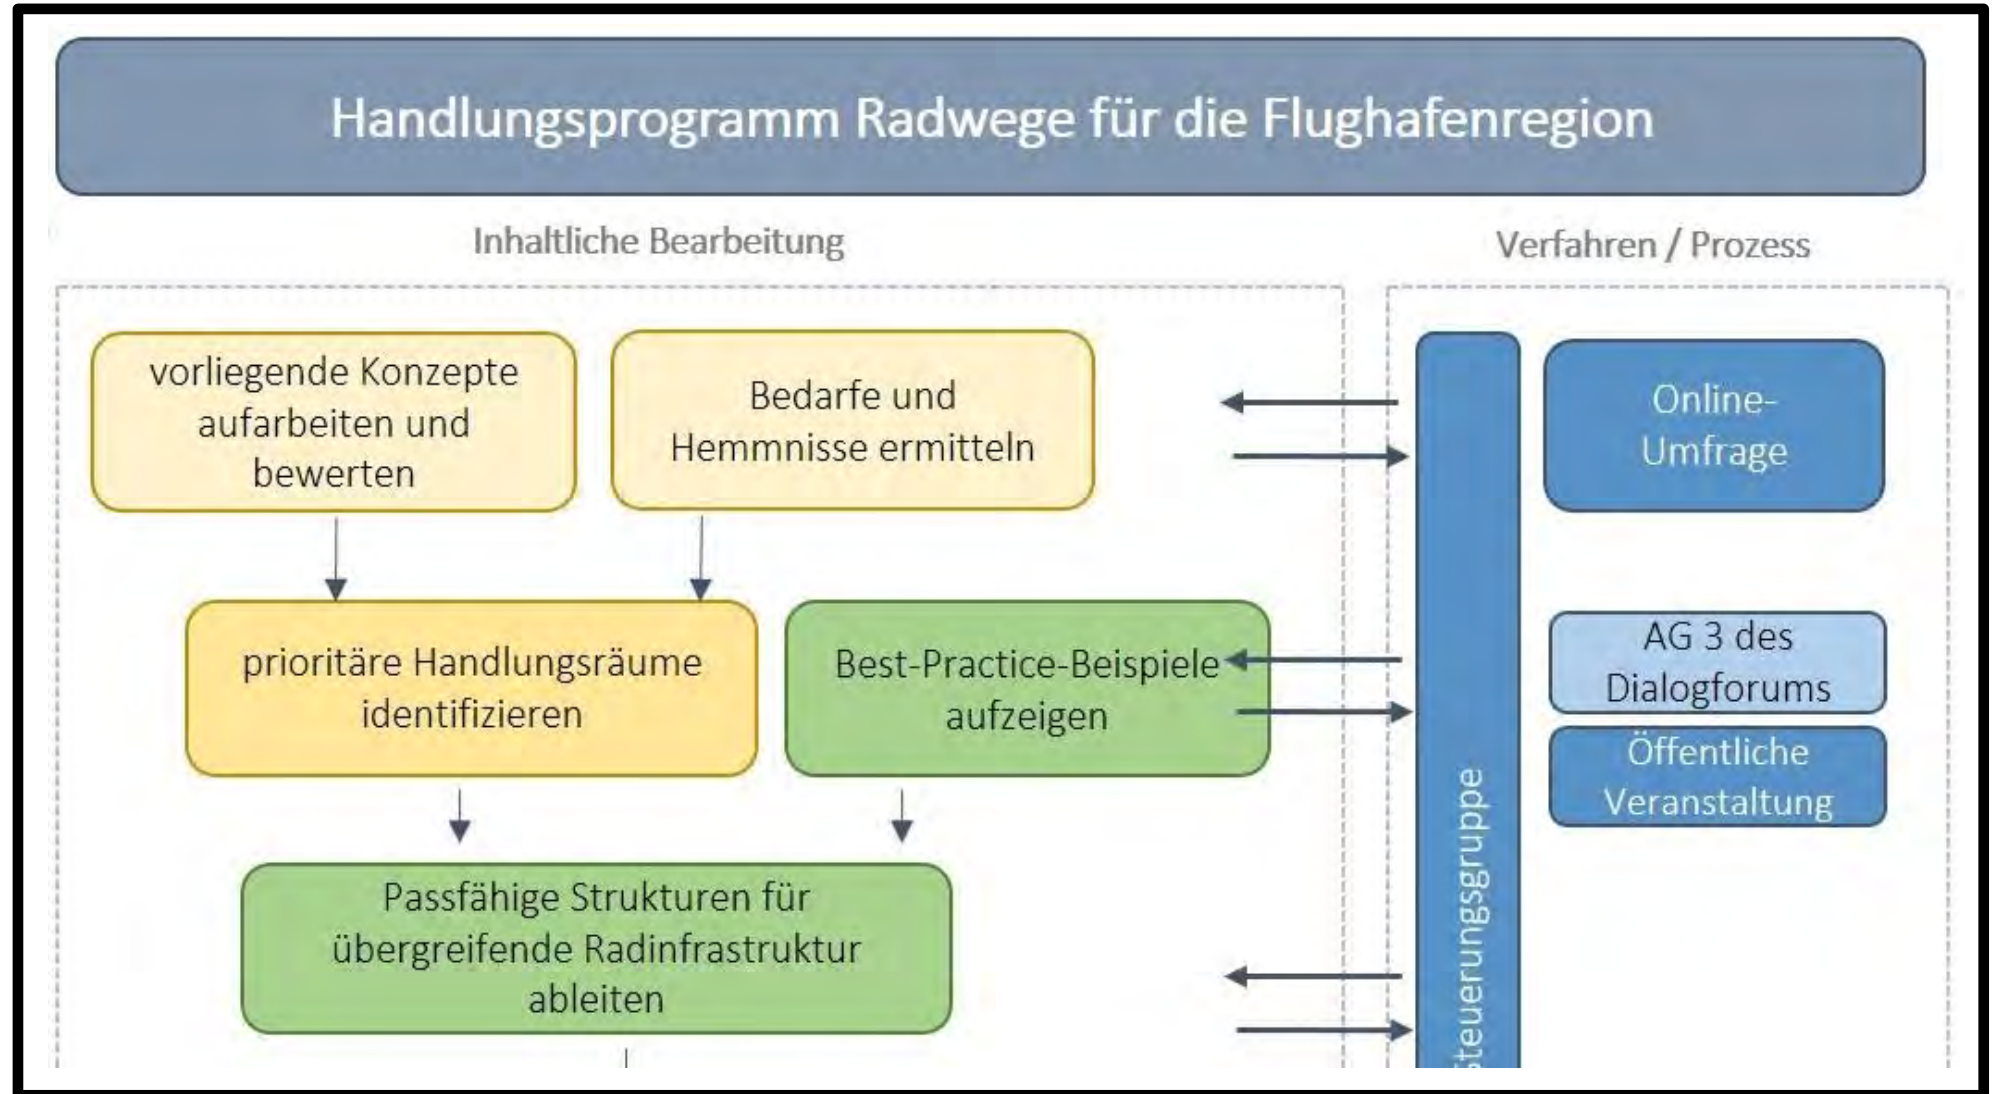 Handlungsprogramm Radwege für die Flughafenregion
Inhaltliche Bearbeitung
Verfahren / Prozess
vorliegende Konzepte
aufarbeiten und
bewerten
Bedarfe und
Hemmnisse ermitteln
Online-
Umfrage
prioritäre Handlungsräume
identifizieren
Best-Practice-Beispiele
aufzeigen
AG 3 des
Dialogforums
Öffentliche
Veranstaltung
Steuerungsgruppe
Passfähige Strukturen für
übergreifende Radinfrastruktur
ableiten